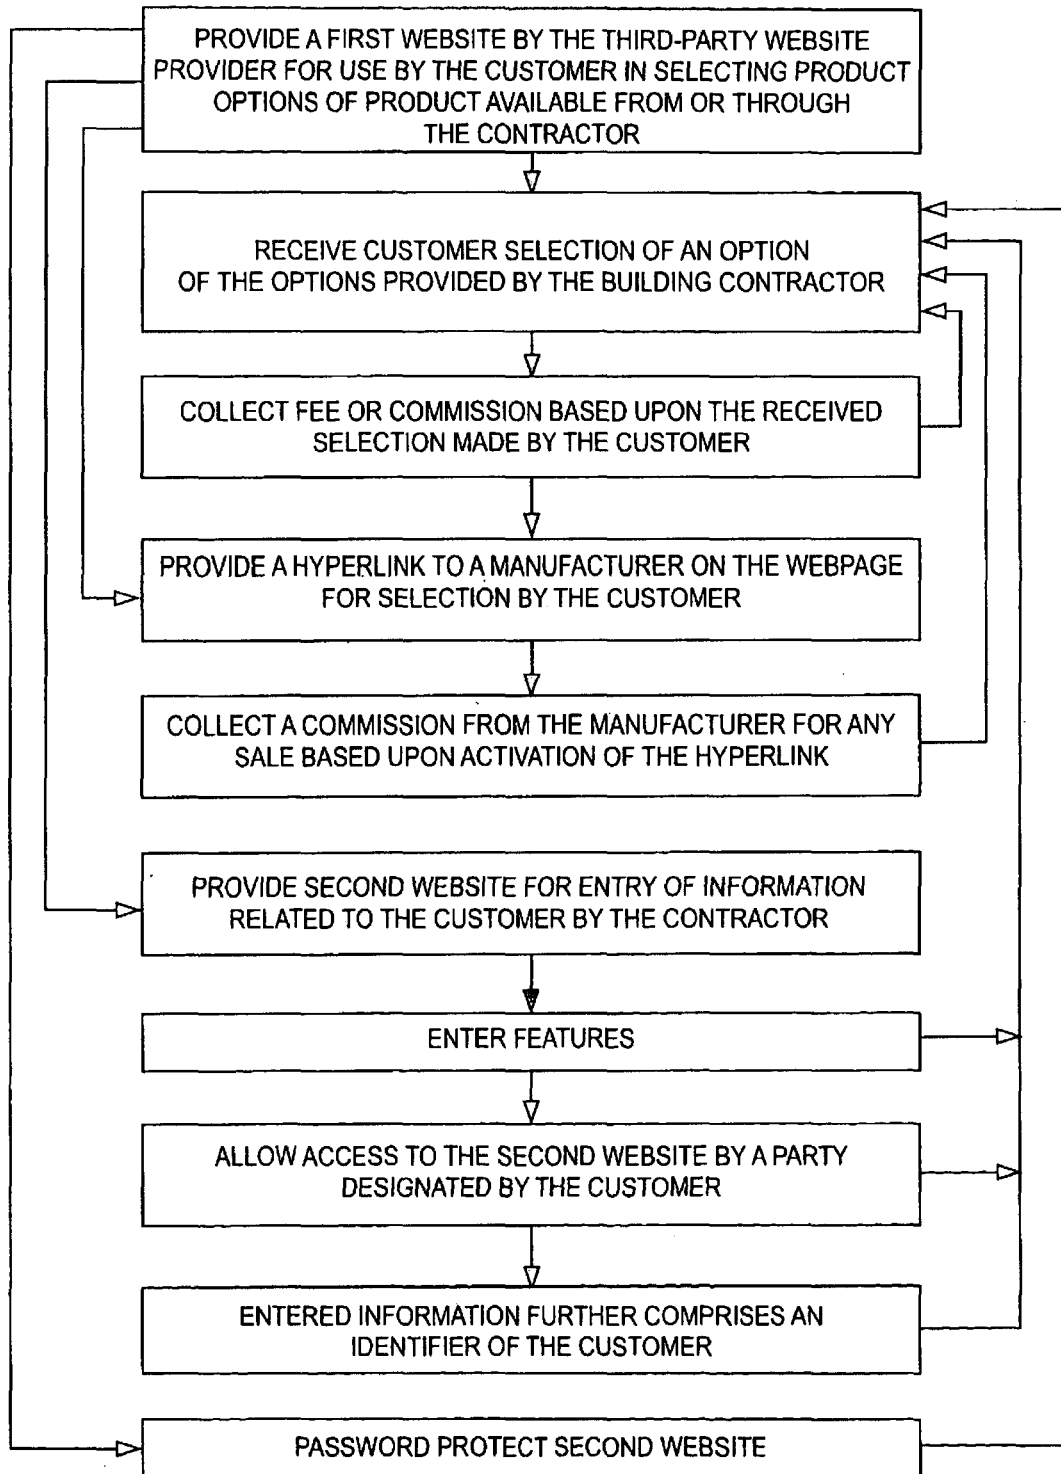 PROVIDE A FIRST WEBSITE BY THE THIRD-PARTY WEBSITE
PROVIDER FOR USE BY THE CUSTOMER IN SELECTING PRODUCT
OPTIONS OF PRODUCT AVAILABLE FROM OR THROUGH
THE CONTRACTOR
RECEIVE CUSTOMER SELECTION OF AN OPTION
OF THE OPTIONS PROVIDED BY THE BUILDING CONTRACTOR
COLLECT FEE OR COMMISSION BASED UPON THE RECEIVED
SELECTION MADE BY THE CUSTOMER
PROVIDE A HYPERLINK TO A MANUFACTURER ON THE WEBPAGE
FOR SELECTION BY THE CUSTOMER
COLLECT A COMMISSION FROM THE MANUFACTURER FOR ANY
SALE BASED UPON ACTIVATION OF THE HYPERLINK
PROVIDE SECOND WEBSITE FOR ENTRY OF INFORMATION
RELATED TO THE CUSTOMER BY THE CONTRACTOR
ENTER FEATURES
ALLOW ACCESS TO THE SECOND WEBSITE BY A PARTY
DESIGNATED BY THE CUSTOMER
ENTERED INFORMATION FURTHER COMPRISES AN
IDENTIFIER OF THE CUSTOMER
PASSWORD PROTECT SECOND WEBSITE